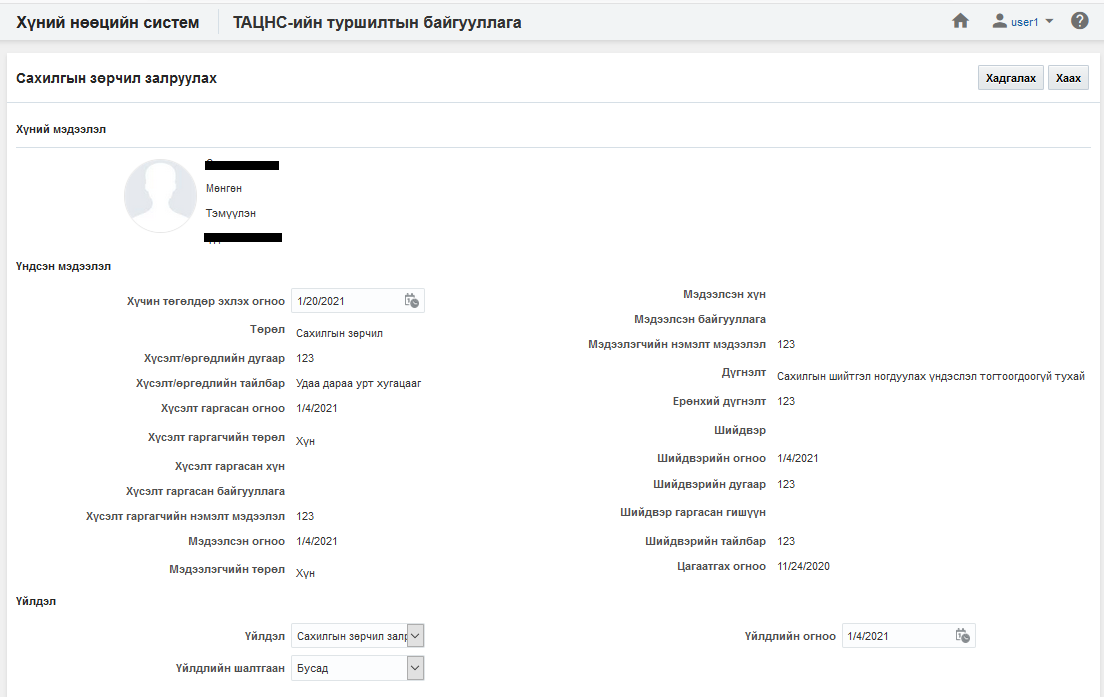 Хүний нөөцийн систем ТАЦНС-ийн туршилтын байгууллага user1
Сахилгын зөрчил залруулах Хадгалах Хаах
Хүний мэдээлэл
Мөнгөн
Тэмүүлэн
Үндсэн мэдээлэл
Хүчин төгөлдөр эхлэх огноо 1/20/2021
Төрөл Сахилгын зөрчил
Хүсэлт/өргөдлийн дугаар 123
Хүсэлт/өргөдлийн тайлбар Удаа дараа урт хугацааг
Хүсэлт гаргасан огноо 1/4/2021
Хүсэлт гаргагчийн төрөл Хүн
Хүсэлт гаргасан хүн
Хүсэлт гаргасан байгууллага
Хүсэлт гаргагчийн нэмэлт мэдээлэл 123
Мэдээлсэн огноо 1/4/2021
Мэдээлэгчийн төрөл Хүн
Мэдээлсэн хүн
Мэдээлсэн байгууллага
Мэдээлэгчийн нэмэлт мэдээлэл 123
Дүгнэлт Сахилгын шийтгэл ногдуулах үндэслэл тогтоогдоогүй тухай
Ерөнхий дүгнэлт 123
Шийдвэр
Шийдвэрийн огноо 1/4/2021
Шийдвэрийн дугаар 123
Шийдвэр гаргасан гишүүн
Шийдвэрийн тайлбар 123
Цагаатгах огноо 11/24/2020
Үйлдэл
Үйлдэл Сахилгын зөрчил залр Үйлдлийн огноо 1/4/2021
Үйлдлийн шалтгаан Бусад